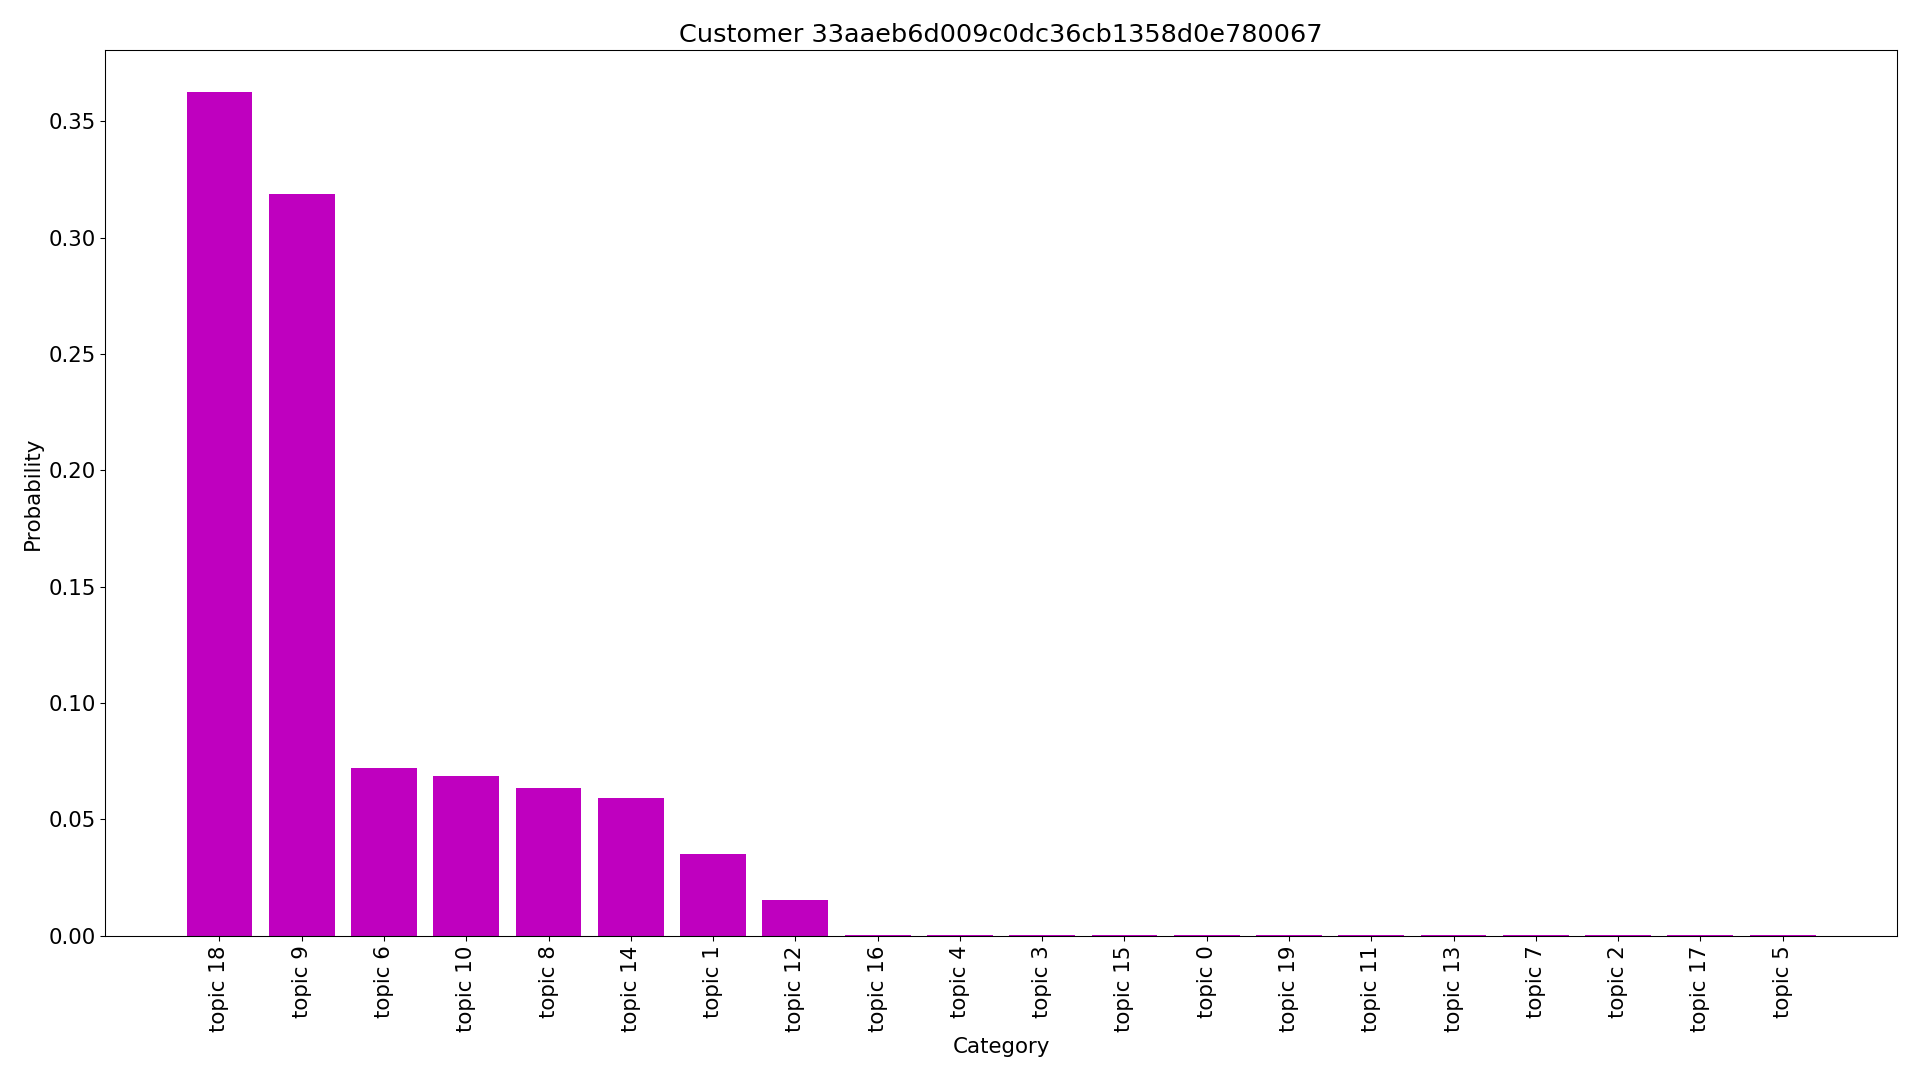 Customer 33aaeb6d009c0dc36cb1358d0e780067
Probability
0.35
0.30
0.25
0.20
0.15
0.10
0.05
0.00
topic 18
topic 9
topic 6
topic 10
topic 8
topic 14
topic 1
topic 12
topic 16
topic 4
topic 3
topic 15
topic 0
topic 19
topic 11
topic 13
topic 7
topic 2
topic 17
topic 5
Category